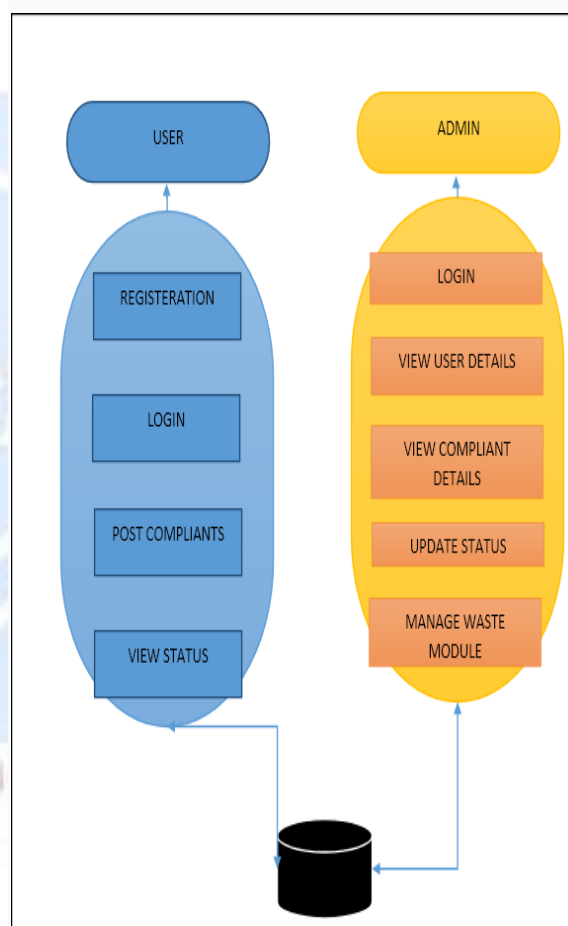 USER
REGISTERATION
LOGIN
POST COMPLIANTS
VIEW STATUS
ADMIN
LOGIN
VIEW USER DETAILS
VIEW COMPLIANT
DETAILS
UPDATE STATUS
MANAGE WASTE
MODULE